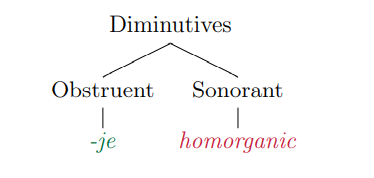 Diminutives
Obstruent Sonorant
-je homorganic